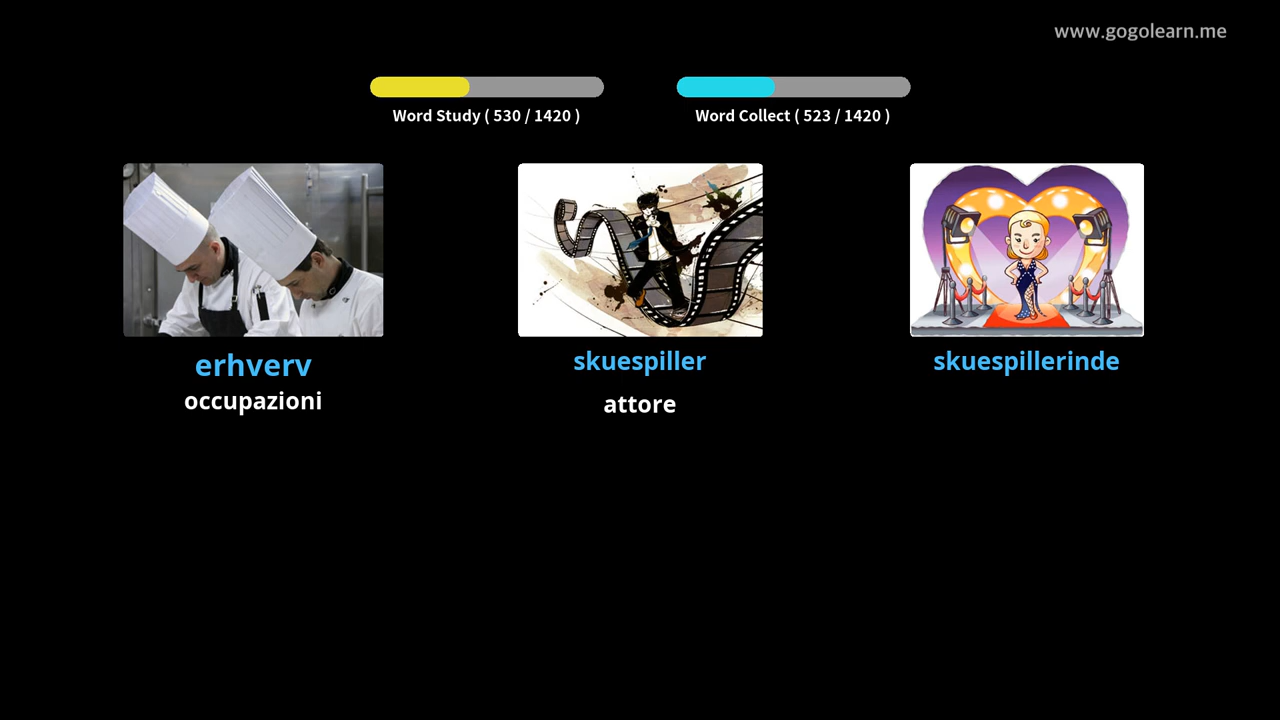 www.gogolearn.me
Word Study ( 530 / 1420 )
Word Collect ( 523 / 1420 )
erhverv
occupazioni
skuespiller
attore
skuespillerinde